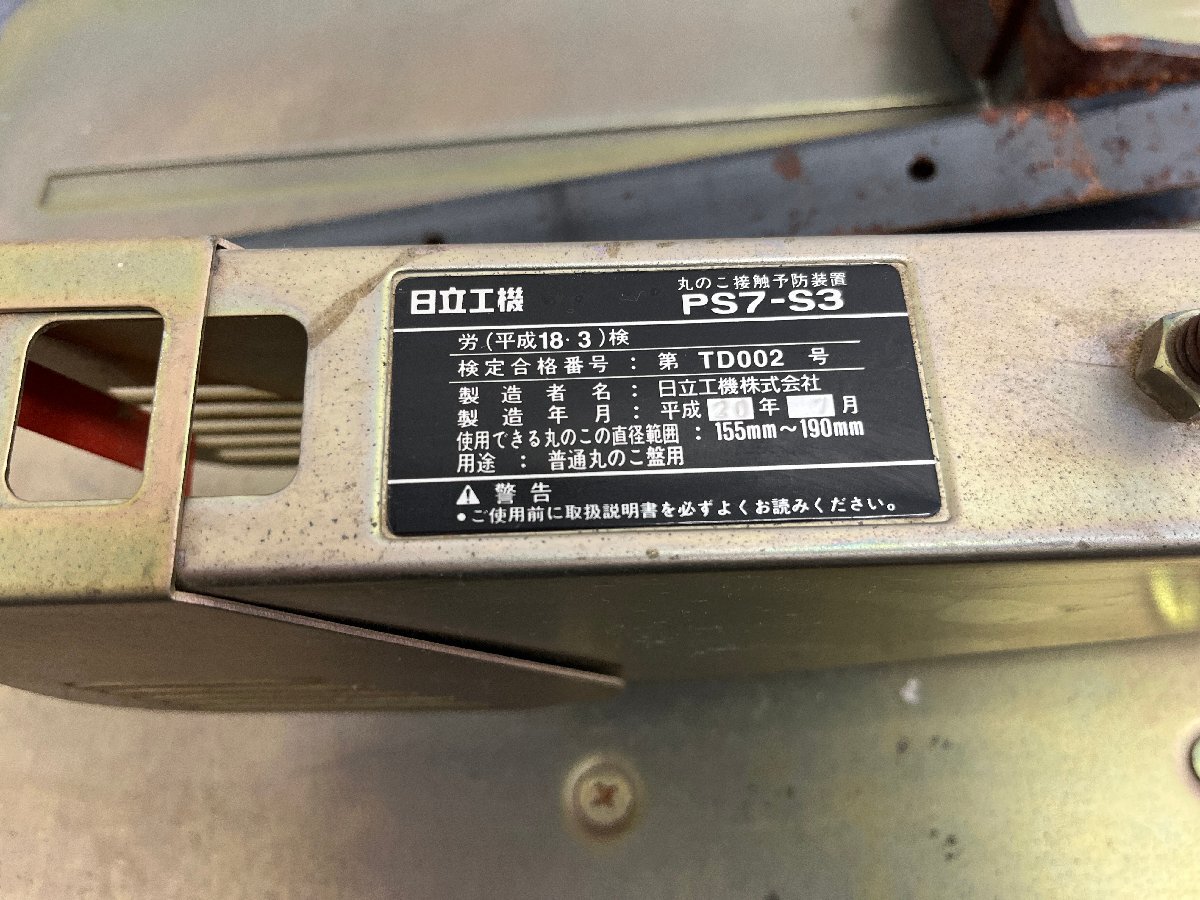 日立工機
丸のこ接触予防装置
PS7-S3
労(平成18・3)検
検定合格番号 : 第 TD002 号
製造者名 : 日立工機株式会社
製造年月 : 平成 20 年 7 月
使用できる丸のこの直径範囲 : 155mm～190mm
用途 : 普通丸のこ盤用
⚠ 警告
●ご使用前に取扱説明書を必ずよくお読みください。